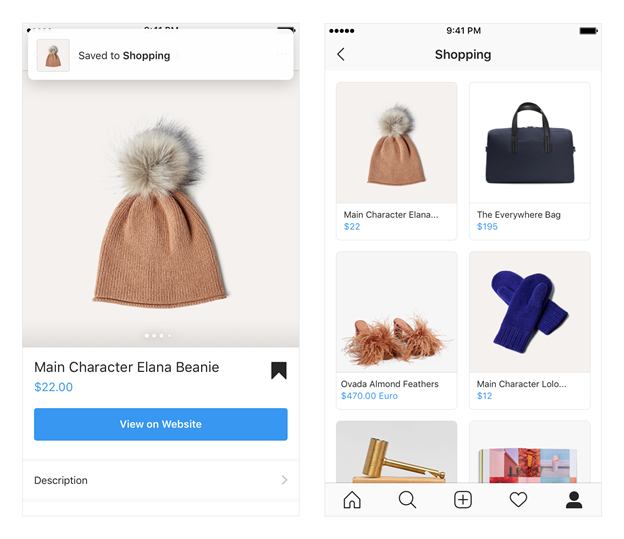 9:41 PM
Saved to Shopping
Main Character Elana Beanie
$22.00
View on Website
Description
9:41 PM
Shopping
Main Character Elana...
$22
The Everywhere Bag
$195
Ovada Almond Feathers
$470.00 Euro
Main Character Lolo...
$12